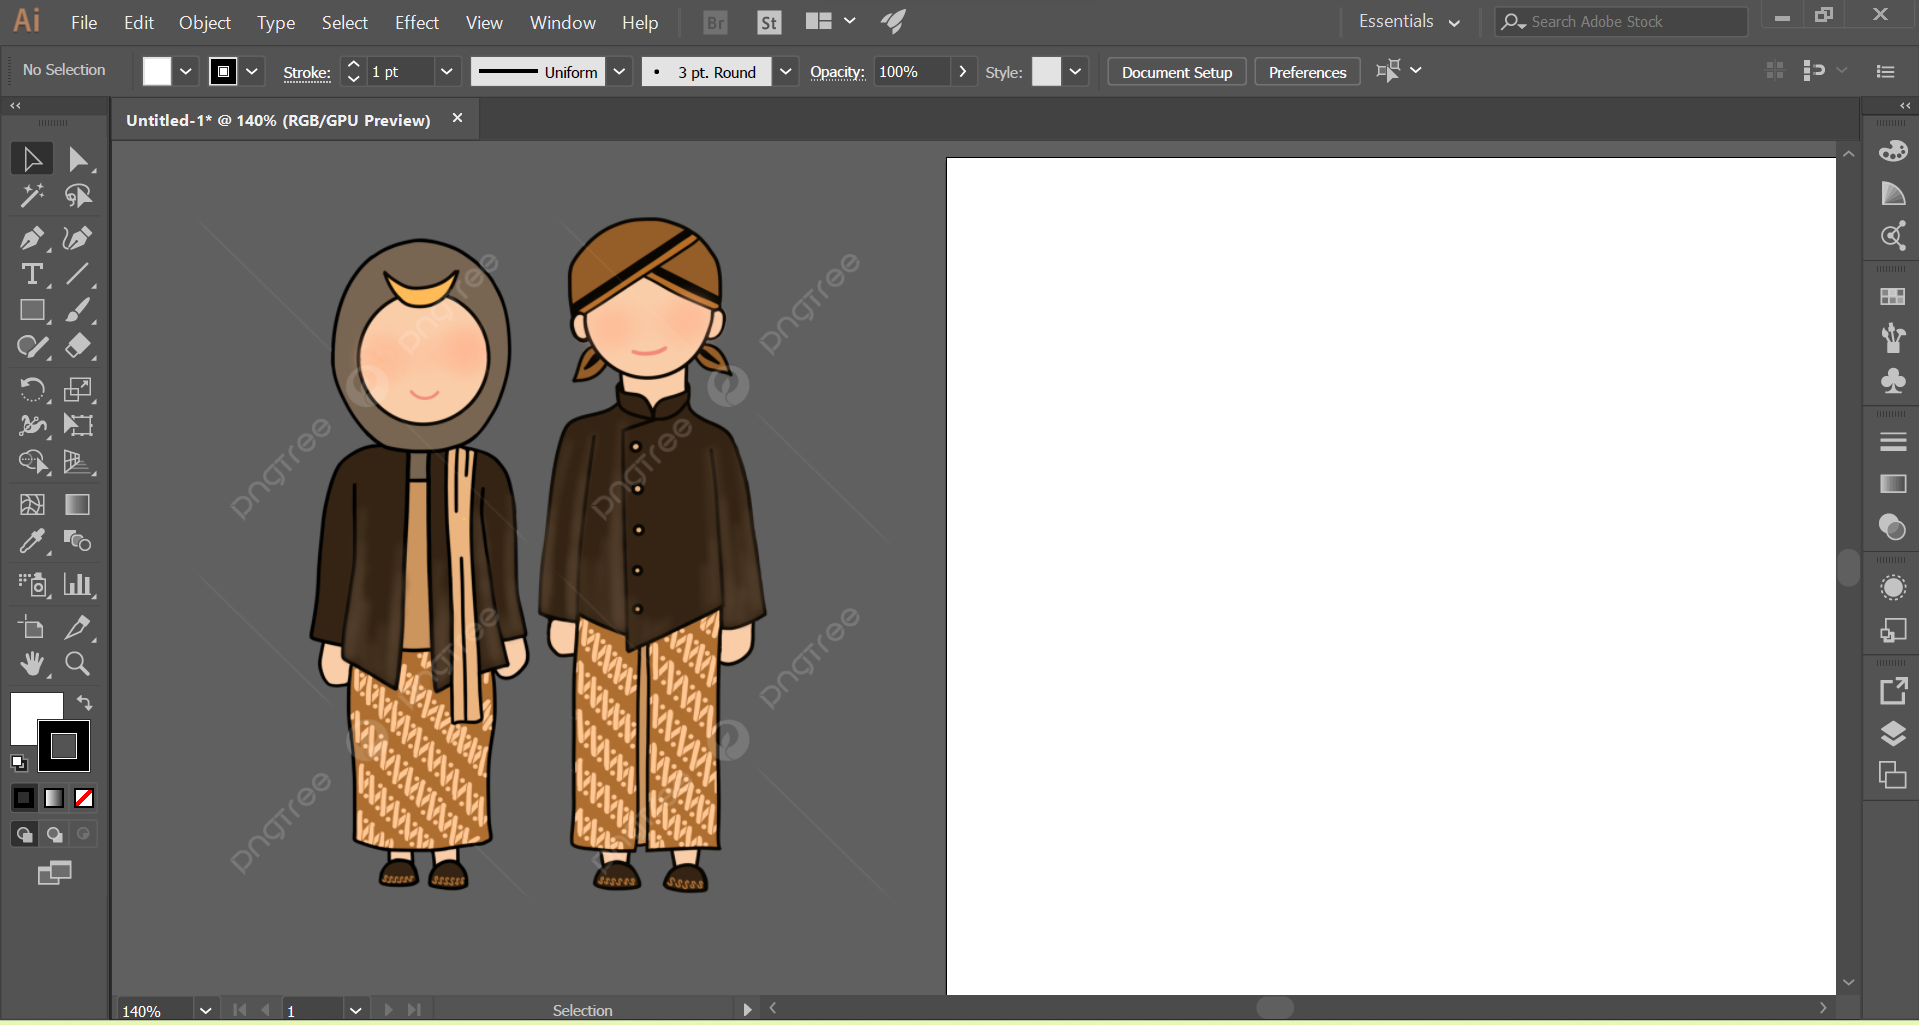 Ai File Edit Object Type Select Effect View Window Help Br St Essentials Search Adobe Stock
No Selection Stroke: 1 pt Uniform 3 pt. Round Opacity: 100% Style: Document Setup Preferences
Untitled-1* @ 140% (RGB/GPU Preview)
pngtree
pngtree
pngtree
pngtree
pngtree
pngtree
pngtree
140% 1 Selection